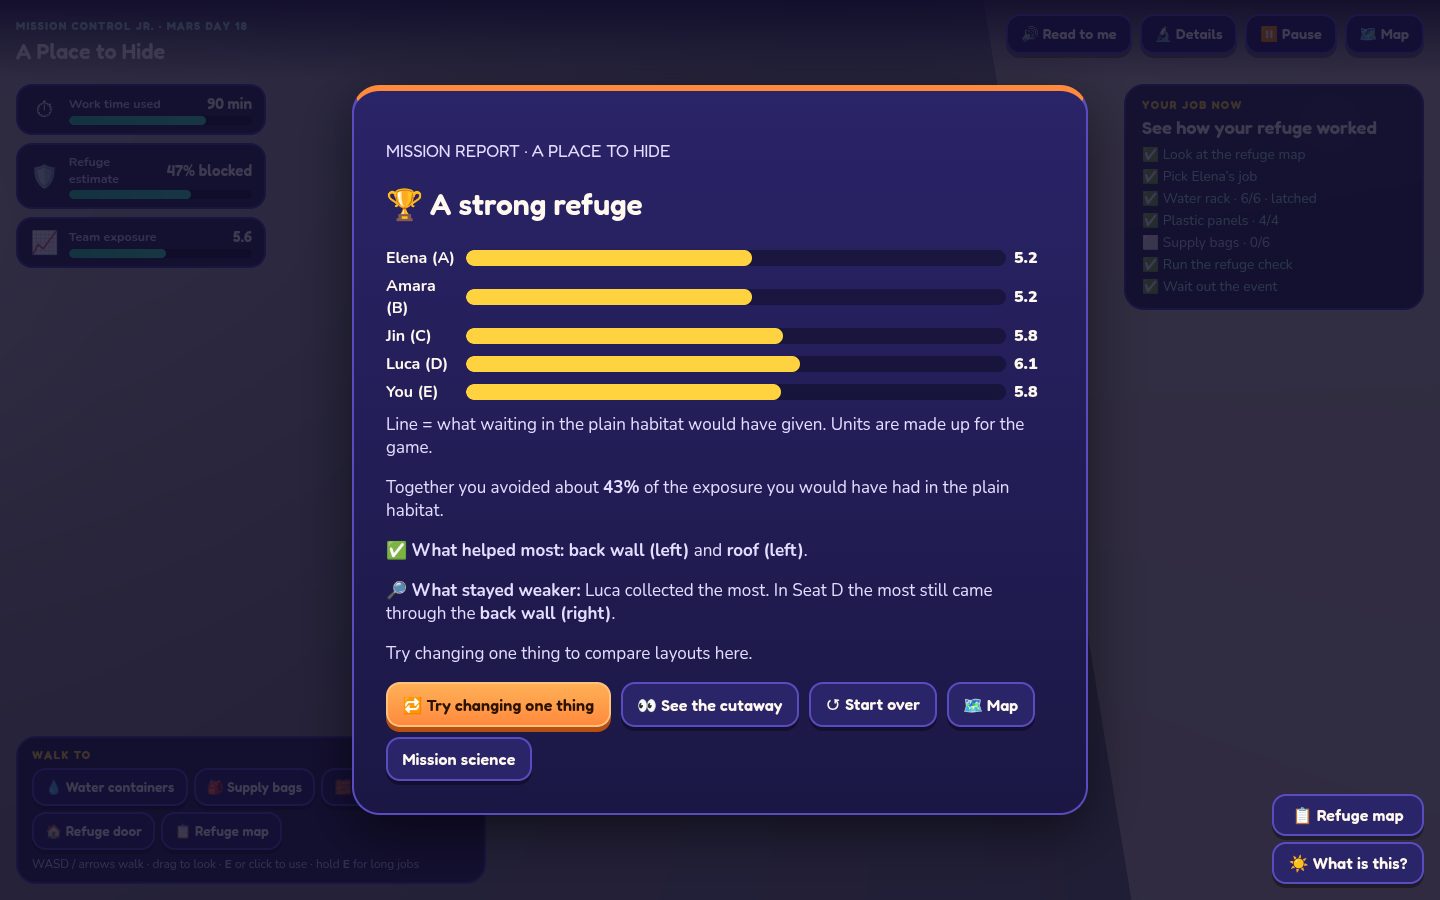 MISSION CONTROL JR. · MARS DAY 18
A Place to Hide
🔊 Read to me
🔬 Details
⏸️ Pause
🗺️ Map
⏱ Work time used 90 min
🛡️ Refuge estimate 47% blocked
📈 Team exposure 5.6
YOUR JOB NOW
See how your refuge worked
✅ Look at the refuge map
✅ Pick Elena's job
✅ Water rack · 6/6 · latched
✅ Plastic panels · 4/4
⬜ Supply bags · 0/6
✅ Run the refuge check
✅ Wait out the event
MISSION REPORT · A PLACE TO HIDE
🏆 A strong refuge
Elena (A) 5.2
Amara (B) 5.2
Jin (C) 5.8
Luca (D) 6.1
You (E) 5.8
Line = what waiting in the plain habitat would have given. Units are made up for the
game.
Together you avoided about 43% of the exposure you would have had in the plain
habitat.
✅ What helped most: back wall (left) and roof (left).
🔎 What stayed weaker: Luca collected the most. In Seat D the most still came
through the back wall (right).
Try changing one thing to compare layouts here.
🔁 Try changing one thing
👀 See the cutaway
↺ Start over
🗺️ Map
Mission science
WALK TO
💧 Water containers
🎒 Supply bags
🏠 Refuge door
📋 Refuge map
WASD / arrows walk · drag to look · E or click to use · hold E for long jobs
📋 Refuge map
☀️ What is this?